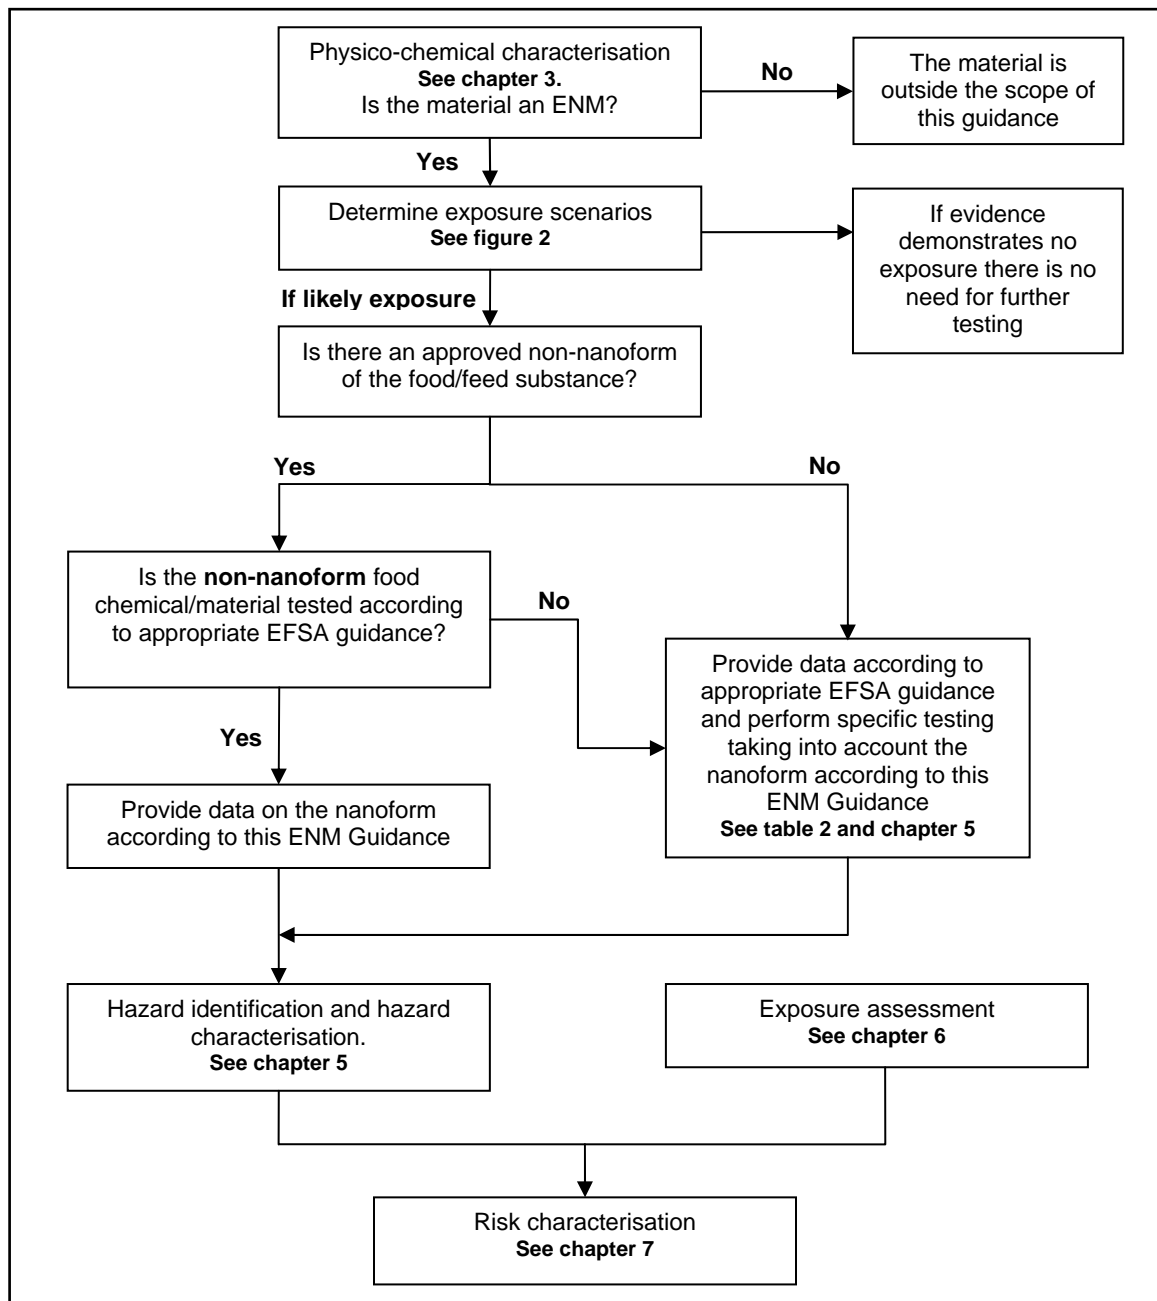 Physico-chemical characterisation
See chapter 3.
Is the material an ENM?
No
The material is
outside the scope of
this guidance
Yes
Determine exposure scenarios
See figure 2
If evidence
demonstrates no
exposure there is no
need for further
testing
If likely exposure
Is there an approved non-nanoform
of the food/feed substance?
Yes
No
Is the non-nanoform food
chemical/material tested according
to appropriate EFSA guidance?
No
Provide data according to
appropriate EFSA guidance
and perform specific testing
taking into account the
nanoform according to this
ENM Guidance
See table 2 and chapter 5
Yes
Provide data on the nanoform
according to this ENM Guidance
Hazard identification and hazard
characterisation.
See chapter 5
Exposure assessment
See chapter 6
Risk characterisation
See chapter 7